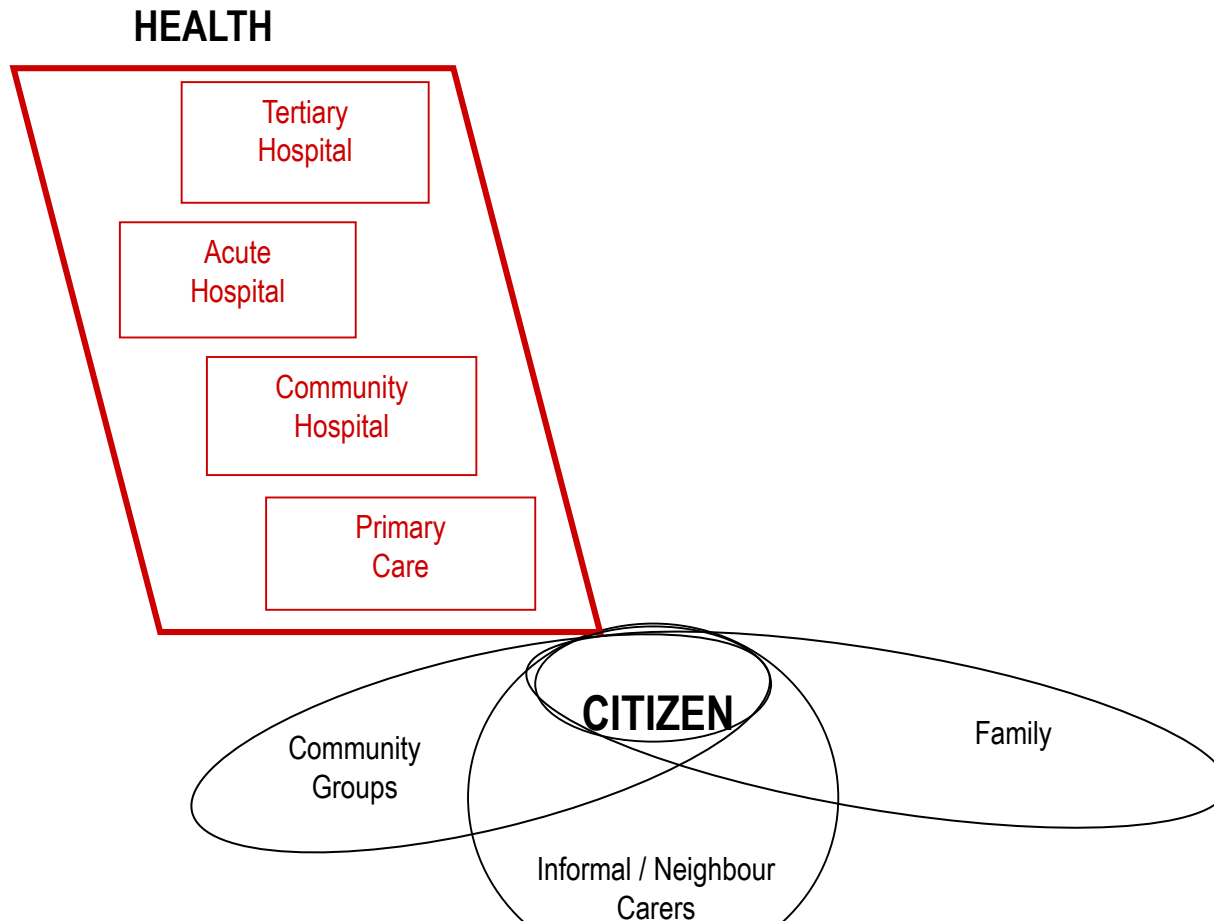 HEALTH
Tertiary
Hospital
Acute
Hospital
Community
Hospital
Primary
Care
CITIZEN
Community
Groups
Family
Informal / Neighbour
Carers